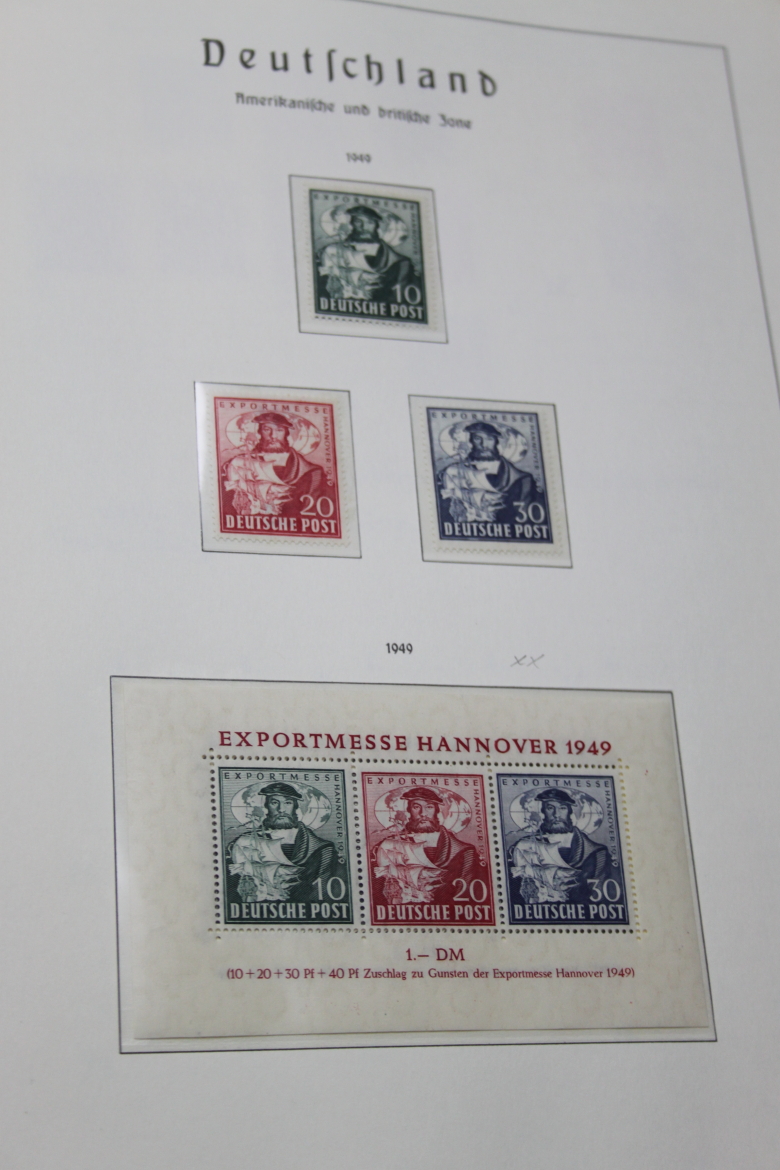 Deutſchland
Amerikaniſche und britiſche Zone
1949
EXPORTMESSE HANNOVER
10
DEUTSCHE POST
EXPORTMESSE HANNOVER 1949
20
DEUTSCHE POST
EXPORTMESSE HANNOVER
30
DEUTSCHE POST
1949
xx
EXPORTMESSE HANNOVER 1949
EXPORTMESSE HANNOVER 1949
10
DEUTSCHE POST
EXPORTMESSE HANNOVER 1949
20
DEUTSCHE POST
EXPORTMESSE HANNOVER 1949
30
DEUTSCHE POST
1.– DM
(10+20+30 Pf+40 Pf Zuschlag zu Gunsten der Exportmesse Hannover 1949)